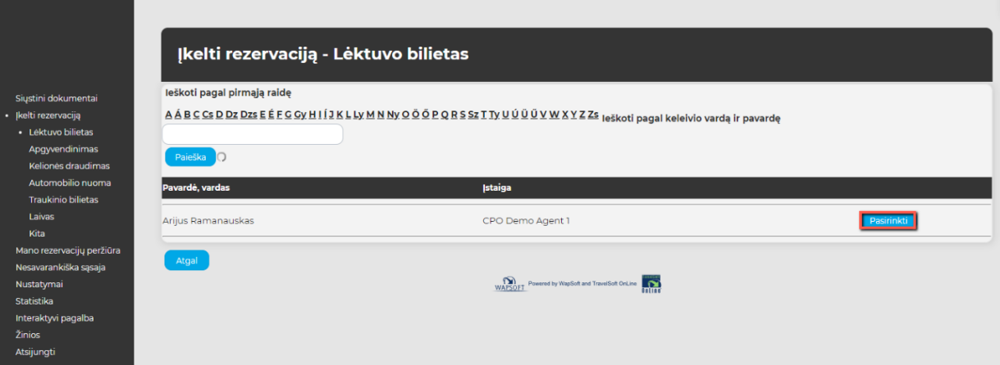 Įkelti rezervaciją - Lėktuvo bilietas
Siųstini dokumentai
Įkelti rezervaciją
Lėktuvo bilietas
Apgyvendinimas
Kelionės draudimas
Automobilio nuoma
Traukinio bilietas
Laivas
Kita
Mano rezervacijų peržiūra
Nesavarankiška sąsaja
Nustatymai
Statistika
Interaktyvi pagalba
Žinios
Atsijungti
Ieškoti pagal pirmąją raidę
A Á B C Cs D Dz Dzs E É F G Gy H I Í J K L Ly M N Ny O Ö Ő P Q R S Sz T Ty U Ú Ü Ű V W X Y Z Zs Ieškoti pagal keleivio vardą ir pavardę
Paieška
Pavardė, vardas Įstaiga
Arijus Ramanauskas CPO Demo Agent 1 Pasirinkti
Atgal
WAPSOFT Powered by WapSoft and TravelSoft OnLine OnLine